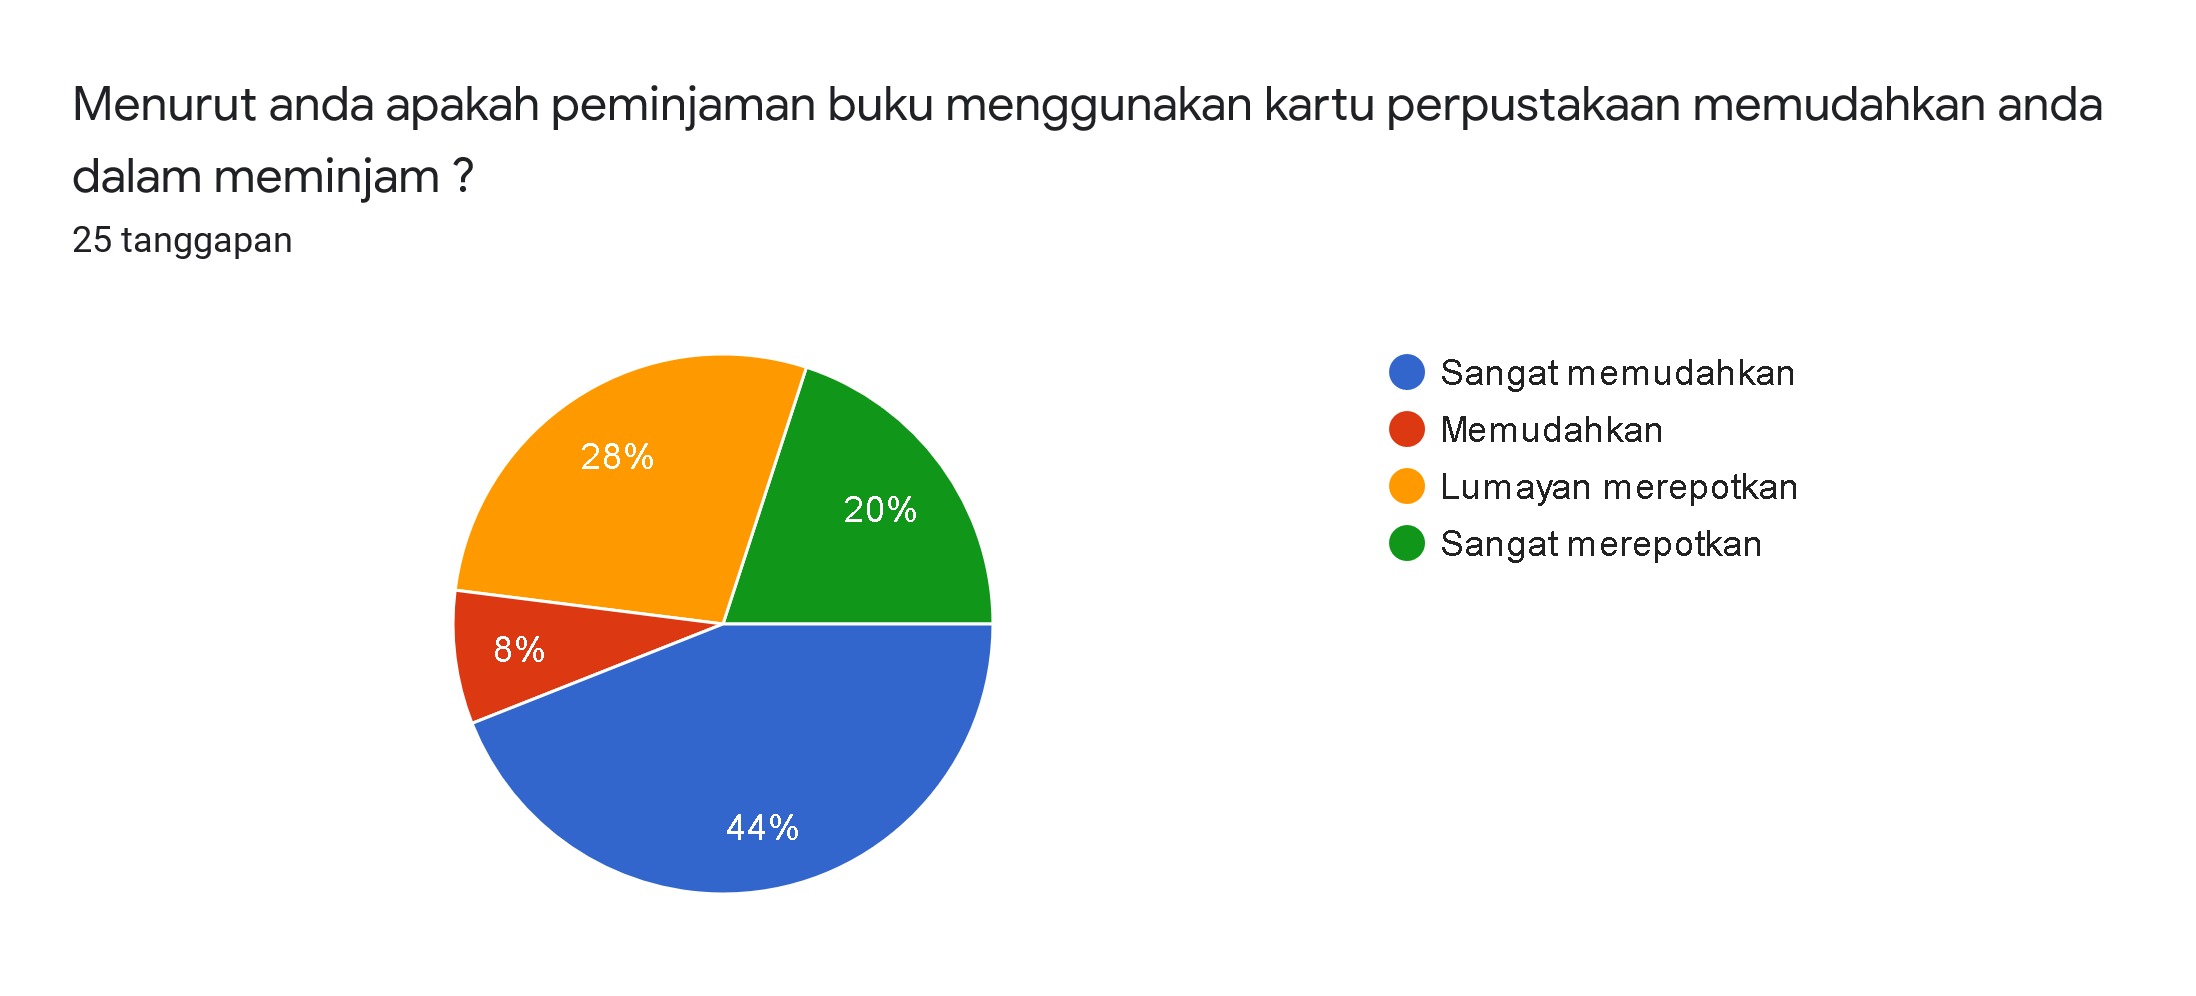 Menurut anda apakah peminjaman buku menggunakan kartu perpustakaan memudahkan anda
dalam meminjam ?
25 tanggapan
28%
20%
8%
44%
Sangat memudahkan
Memudahkan
Lumayan merepotkan
Sangat merepotkan